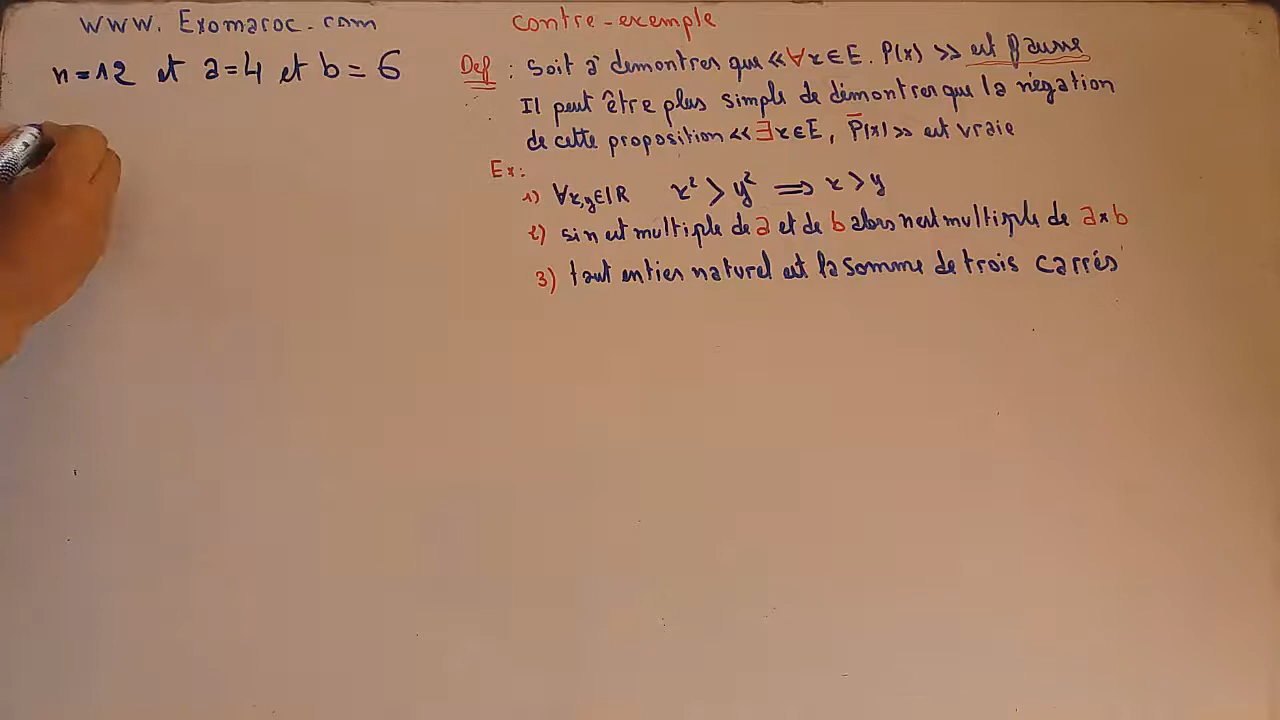 www. Exomaroc. com
n = 12 et a = 4 et b = 6
contre-exemple
Def : Soit à demontrer que << ∀x∈E. P(x) >> est fausse
Il peut être plus simple de démontrer que la négation
de cette proposition << ∃x∈E, P̅(x) >> est vraie
Ex:
1) ∀x,y∈IR x² > y² ⟹ x > y
2) si n est multiple de a et de b alors n est multiple de a×b
3) tout entier naturel est la somme de trois carrés